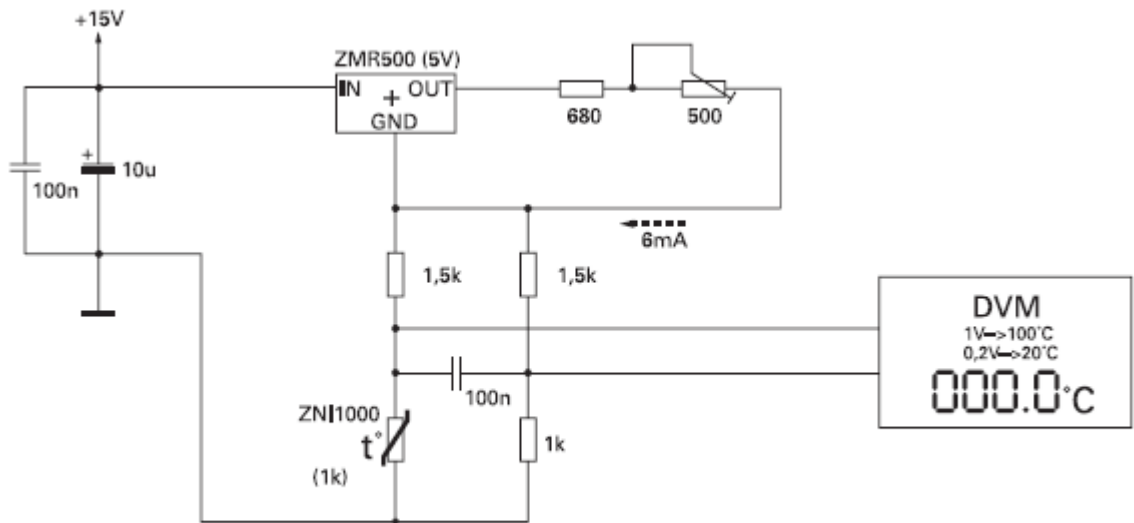 +15V
ZMR500 (5V)
IN
OUT
+
GND
680
500
+
10u
100n
6mA
1,5k
1,5k
DVM
1V—>100°C
0,2V—>20°C
000.0°C
100n
ZNI1000
t°
(1k)
1k